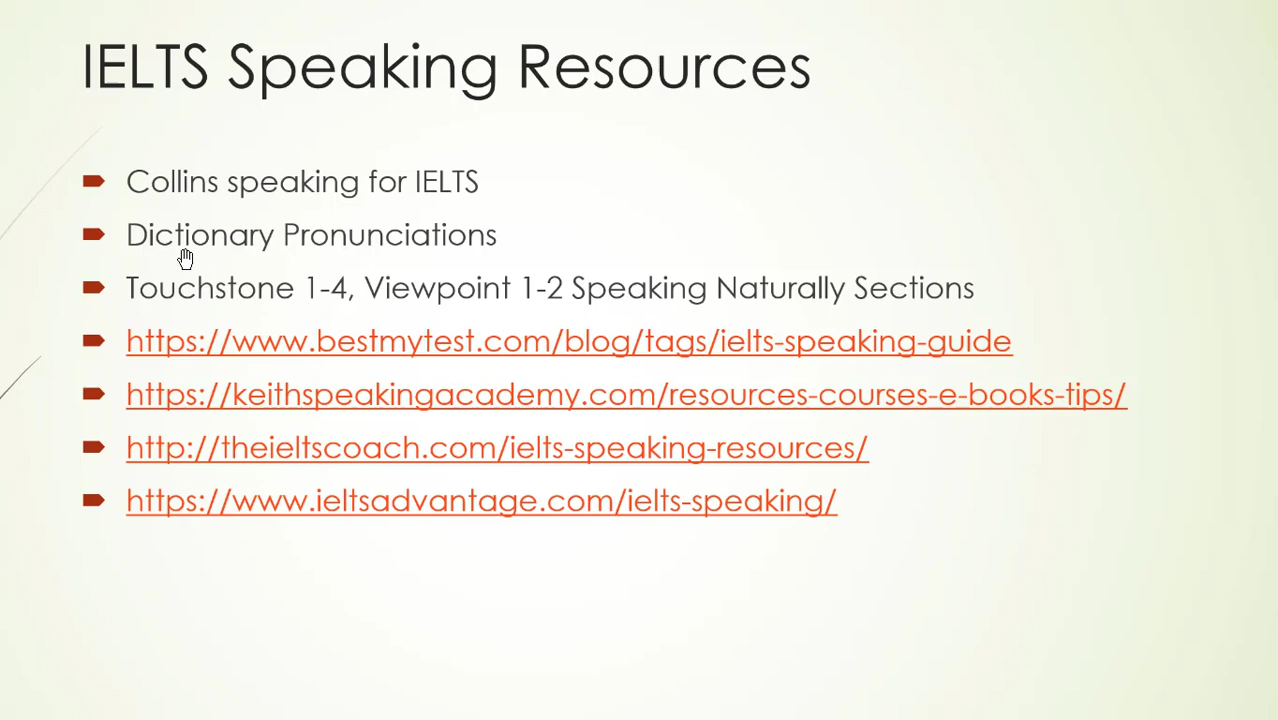 IELTS Speaking Resources
Collins speaking for IELTS
Dictionary Pronunciations
Touchstone 1-4, Viewpoint 1-2 Speaking Naturally Sections
https://www.bestmytest.com/blog/tags/ielts-speaking-guide
https://keithspeakingacademy.com/resources-courses-e-books-tips/
http://theieltscoach.com/ielts-speaking-resources/
https://www.ieltsadvantage.com/ielts-speaking/